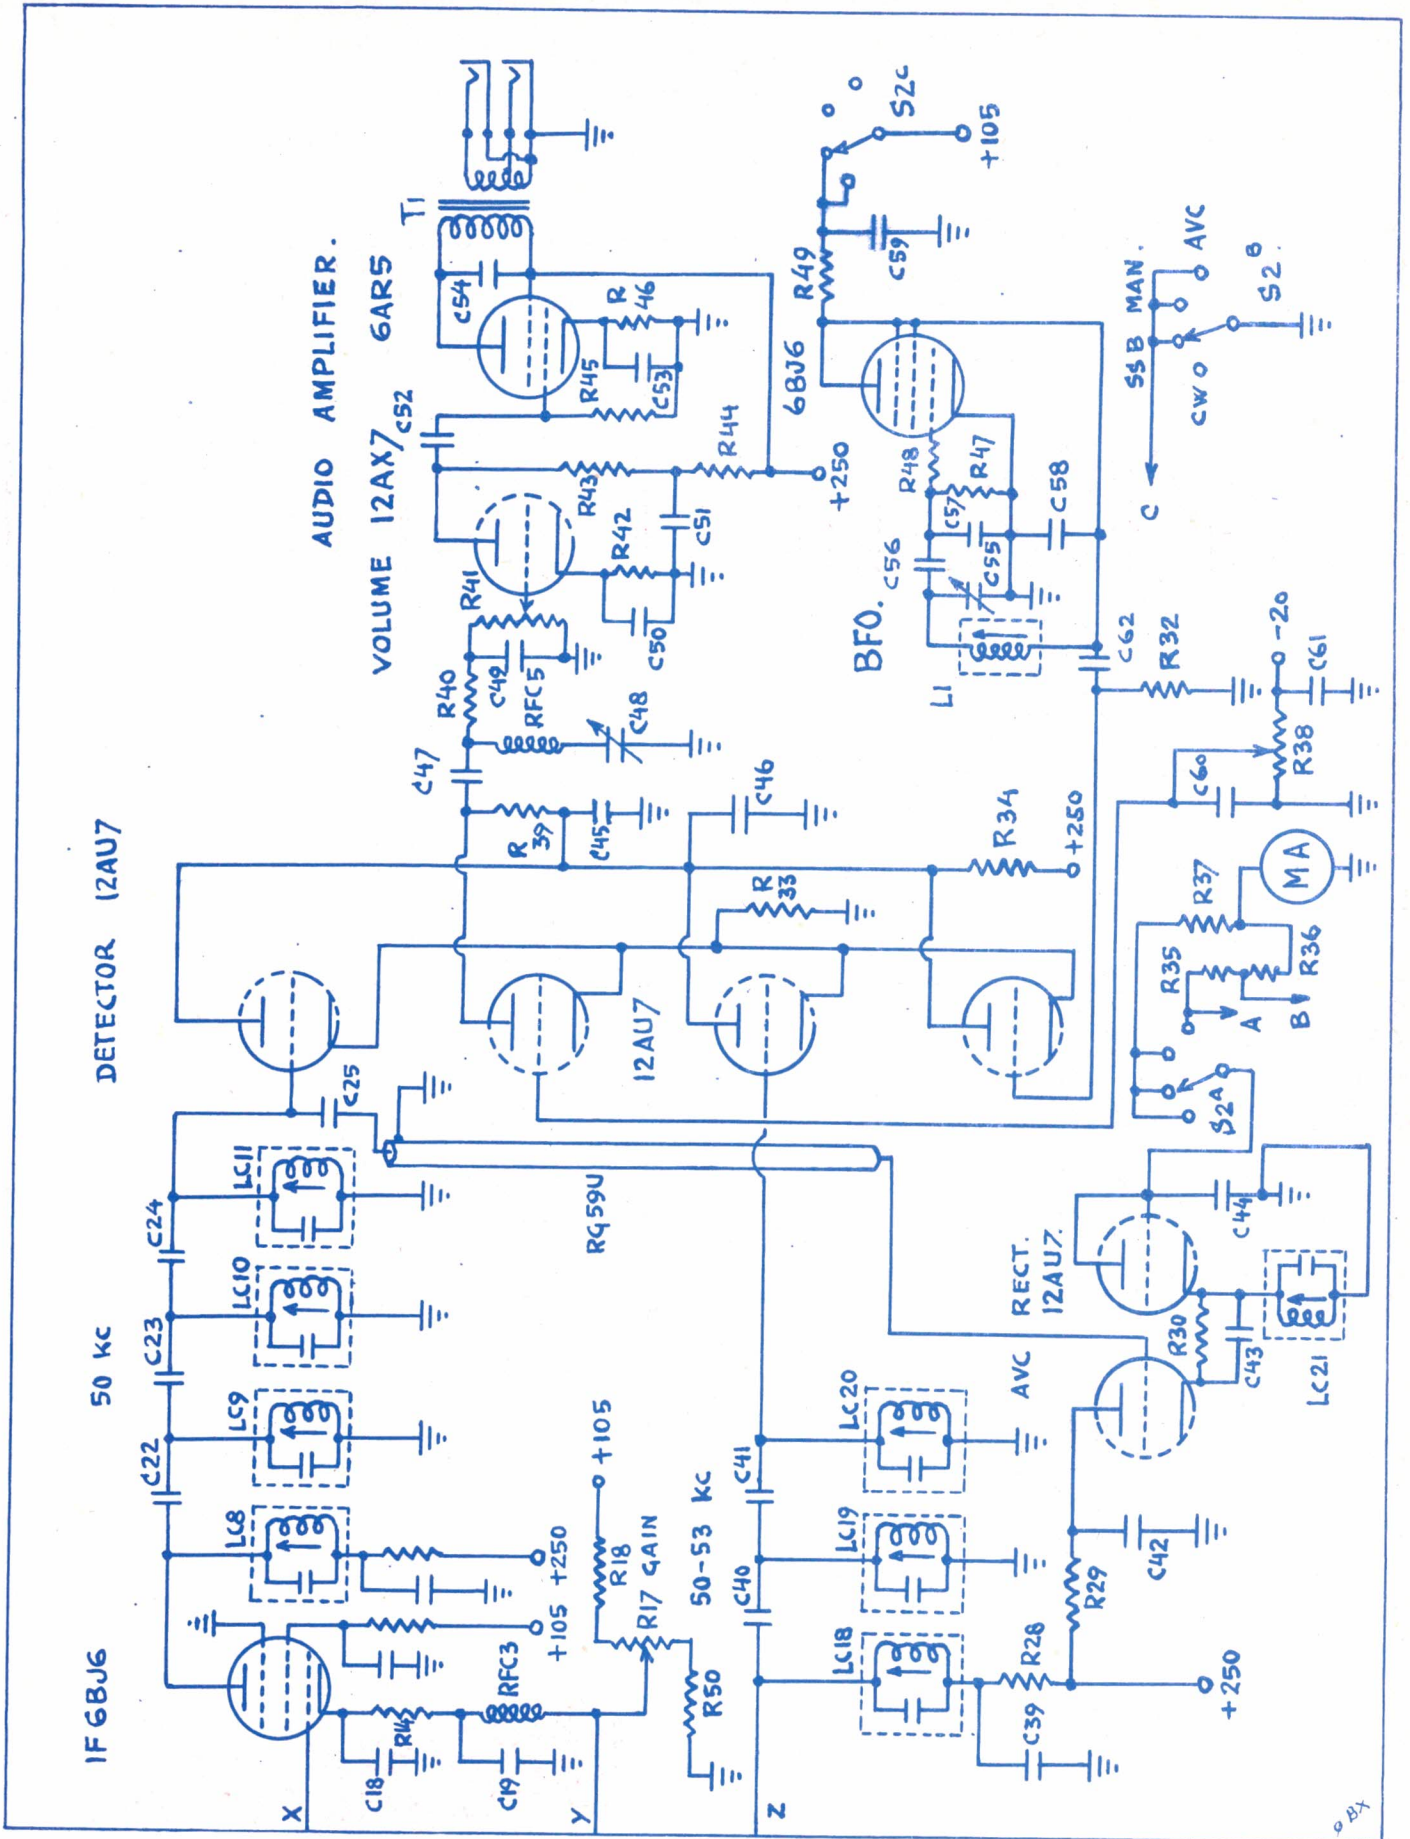 IF 6BJ6
50 KC
DETECTOR 12AU7
AUDIO AMPLIFIER.
VOLUME 12AX7
6AR5
C22
C23
C24
LC8
LC9
LC10
LC11
C25
X
C18
R4
C19
RFC3
+105
+250
Y
R18
+105
R17 GAIN
R50
RG59U
12AU7
R
39
C45
C47
R40
C49
RFC5
C48
R41
R42
C50
C51
R43
R44
C52
R45
C53
R
46
C54
T1
+250
C46
R
33
R34
+250
50-53 KC
Z
C40
C41
LC18
LC19
LC20
C39
R28
R29
C42
+250
AVC RECT.
12AU7.
R30
C43
C44
LC21
S2A
R35
R36
R37
A
B
MA
C60
R38
-20
C61
R32
C62
BFO.
L1
C56
C55
C57
R48
R47
C58
6BJ6
R49
C59
S2C
+105
C
CW
SSB MAN.
AVC
S2B.
ØBX